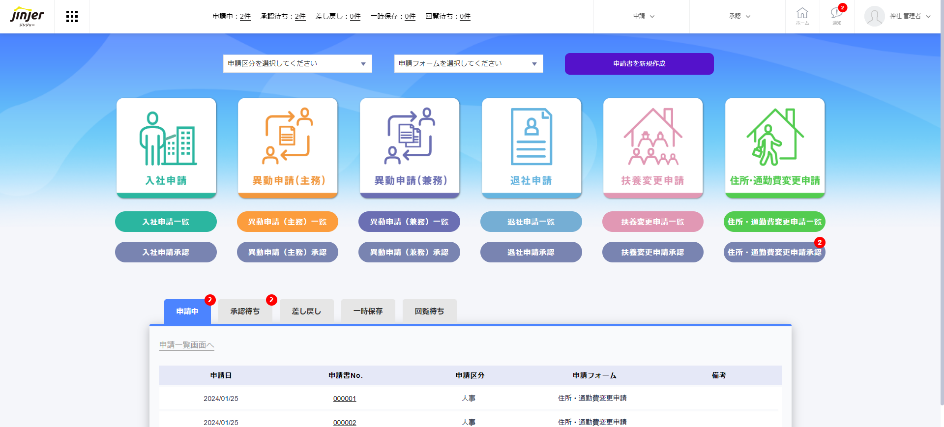 jinjer
申請中：2件 承認待ち：2件 差し戻し：0件 一時保存：0件 回覧待ち：0件
申請
承認
ホーム
通知
2
管理者
申請区分を選択してください
申請フォームを選択してください
申請書を新規作成
入社申請
異動申請(主務)
異動申請(兼務)
退社申請
扶養変更申請
住所・通勤費変更申請
入社申請一覧
異動申請（主務）一覧
異動申請（兼務）一覧
退社申請一覧
扶養変更申請一覧
住所・通勤費変更申請一覧
入社申請承認
異動申請（主務）承認
異動申請（兼務）承認
退社申請承認
扶養変更申請承認
住所・通勤費変更申請承認
2
申請中
2
承認待ち
2
差し戻し
一時保存
回覧待ち
申請一覧画面へ
申請日 申請書No. 申請区分 申請フォーム 備考
2024/01/25 000001 人事 住所・通勤費変更申請
2024/01/25 000002 人事 住所・通勤費変更申請